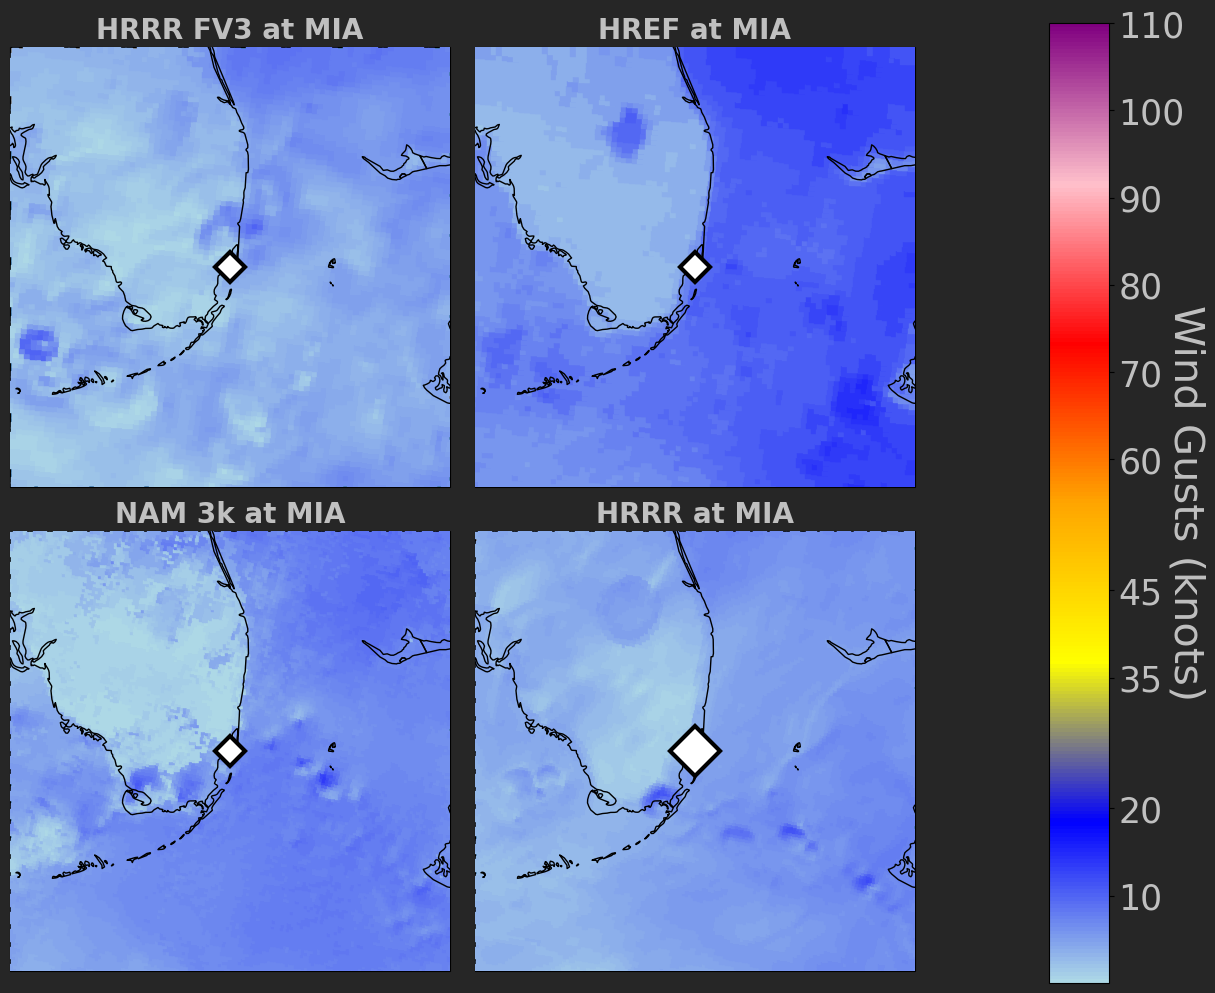 HRRR FV3 at MIA
HREF at MIA
NAM 3k at MIA
HRRR at MIA
110
100
90
80
70
60
45
35
20
10
Wind Gusts (knots)